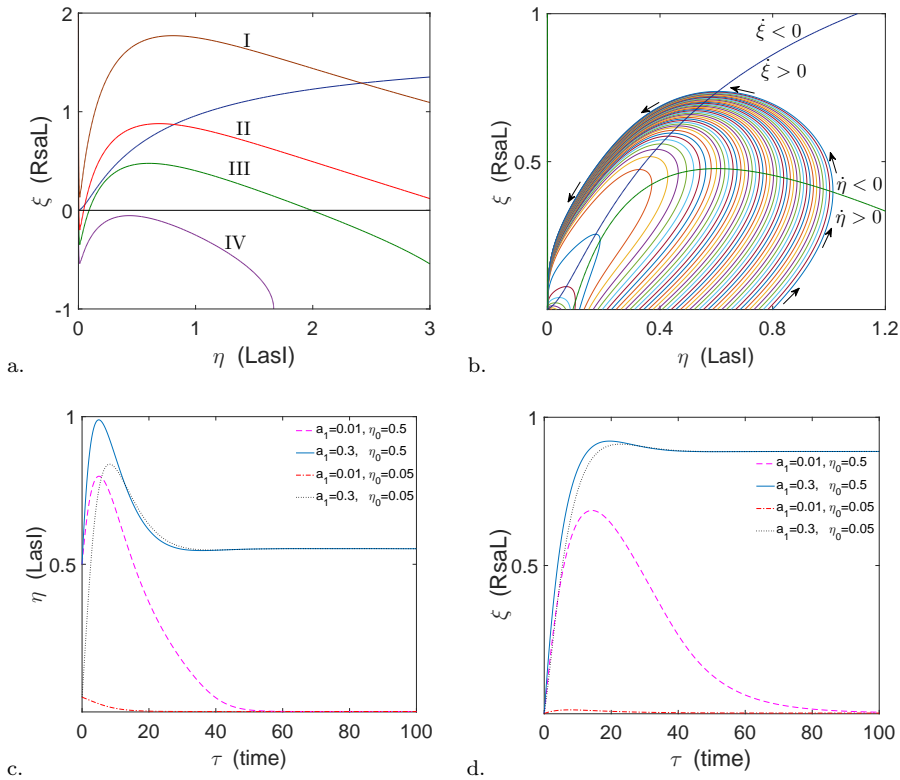 2
1
0
-1
0
1
2
3
ξ (RsaL)
η (LasI)
I
II
III
IV
a.
1
0.5
0
0.4
0.8
1.2
ξ (RsaL)
η (LasI)
ξ̇ < 0
ξ̇ > 0
η̇ < 0
η̇ > 0
b.
1
0.5
0
20
40
60
80
100
η (LasI)
τ (time)
a₁=0.01, η₀=0.5
a₁=0.3, η₀=0.5
a₁=0.01, η₀=0.05
a₁=0.3, η₀=0.05
c.
1
0.5
0
20
40
60
80
100
ξ (RsaL)
τ (time)
a₁=0.01, η₀=0.5
a₁=0.3, η₀=0.5
a₁=0.01, η₀=0.05
a₁=0.3, η₀=0.05
d.